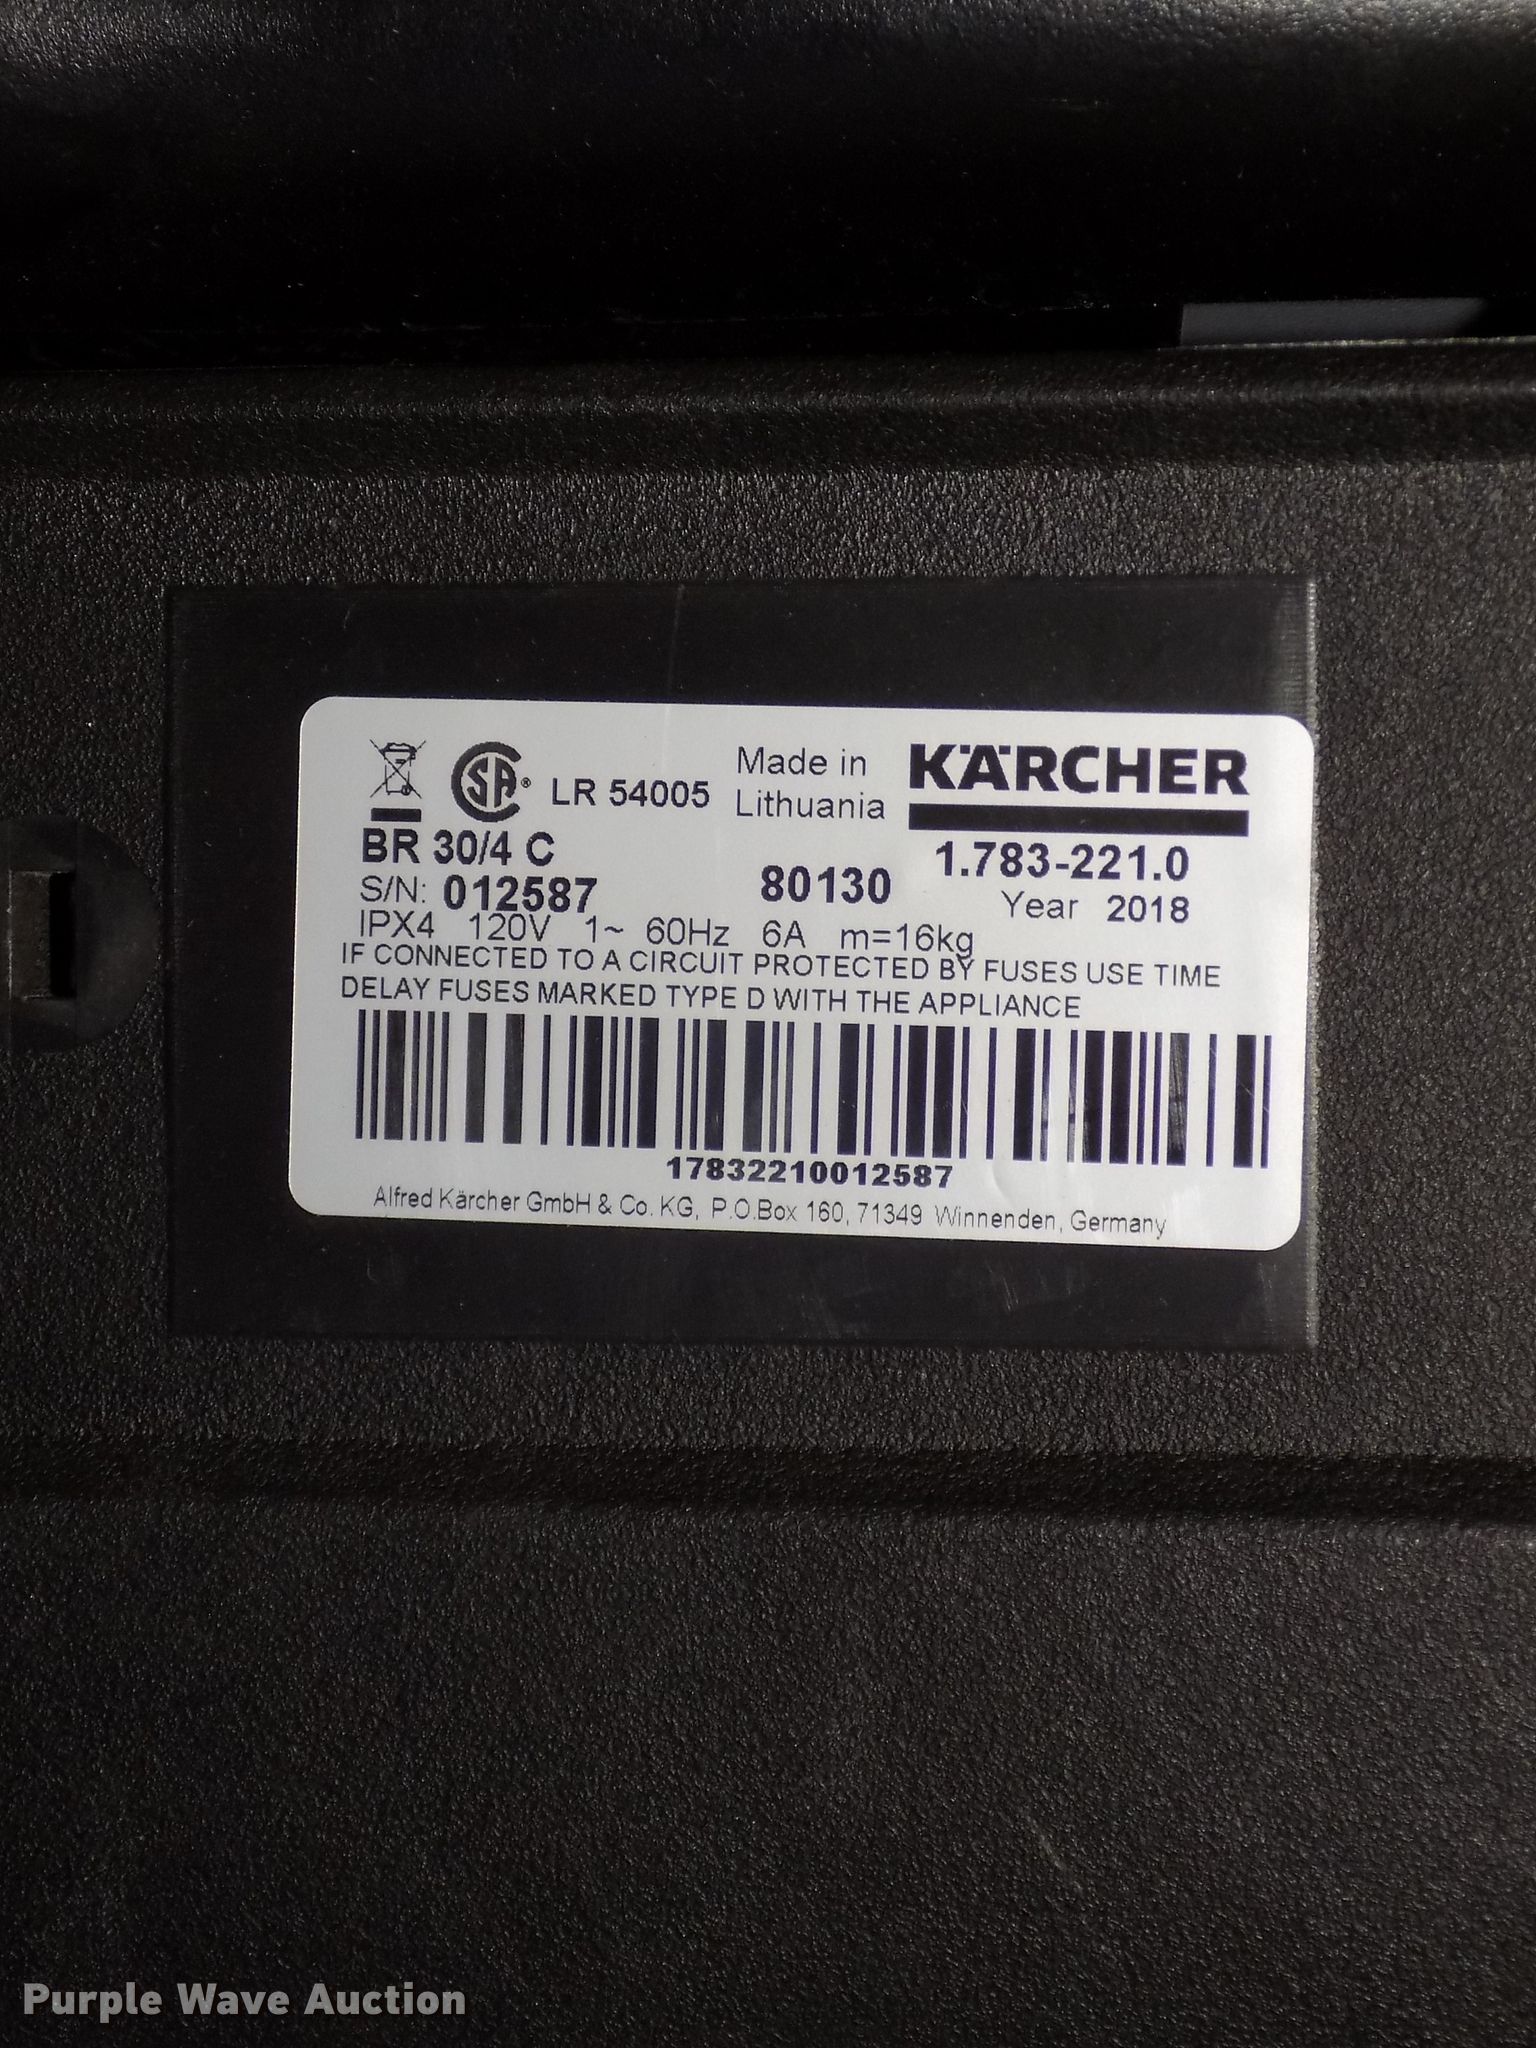 SA® LR 54005 Made in Lithuania KÄRCHER
BR 30/4 C 80130 1.783-221.0
S/N: 012587 Year 2018
IPX4 120V 1~ 60Hz 6A m=16kg
IF CONNECTED TO A CIRCUIT PROTECTED BY FUSES USE TIME
DELAY FUSES MARKED TYPE D WITH THE APPLIANCE
17832210012587
Alfred Kärcher GmbH & Co. KG, P.O.Box 160, 71349 Winnenden, Germany
Purple Wave Auction